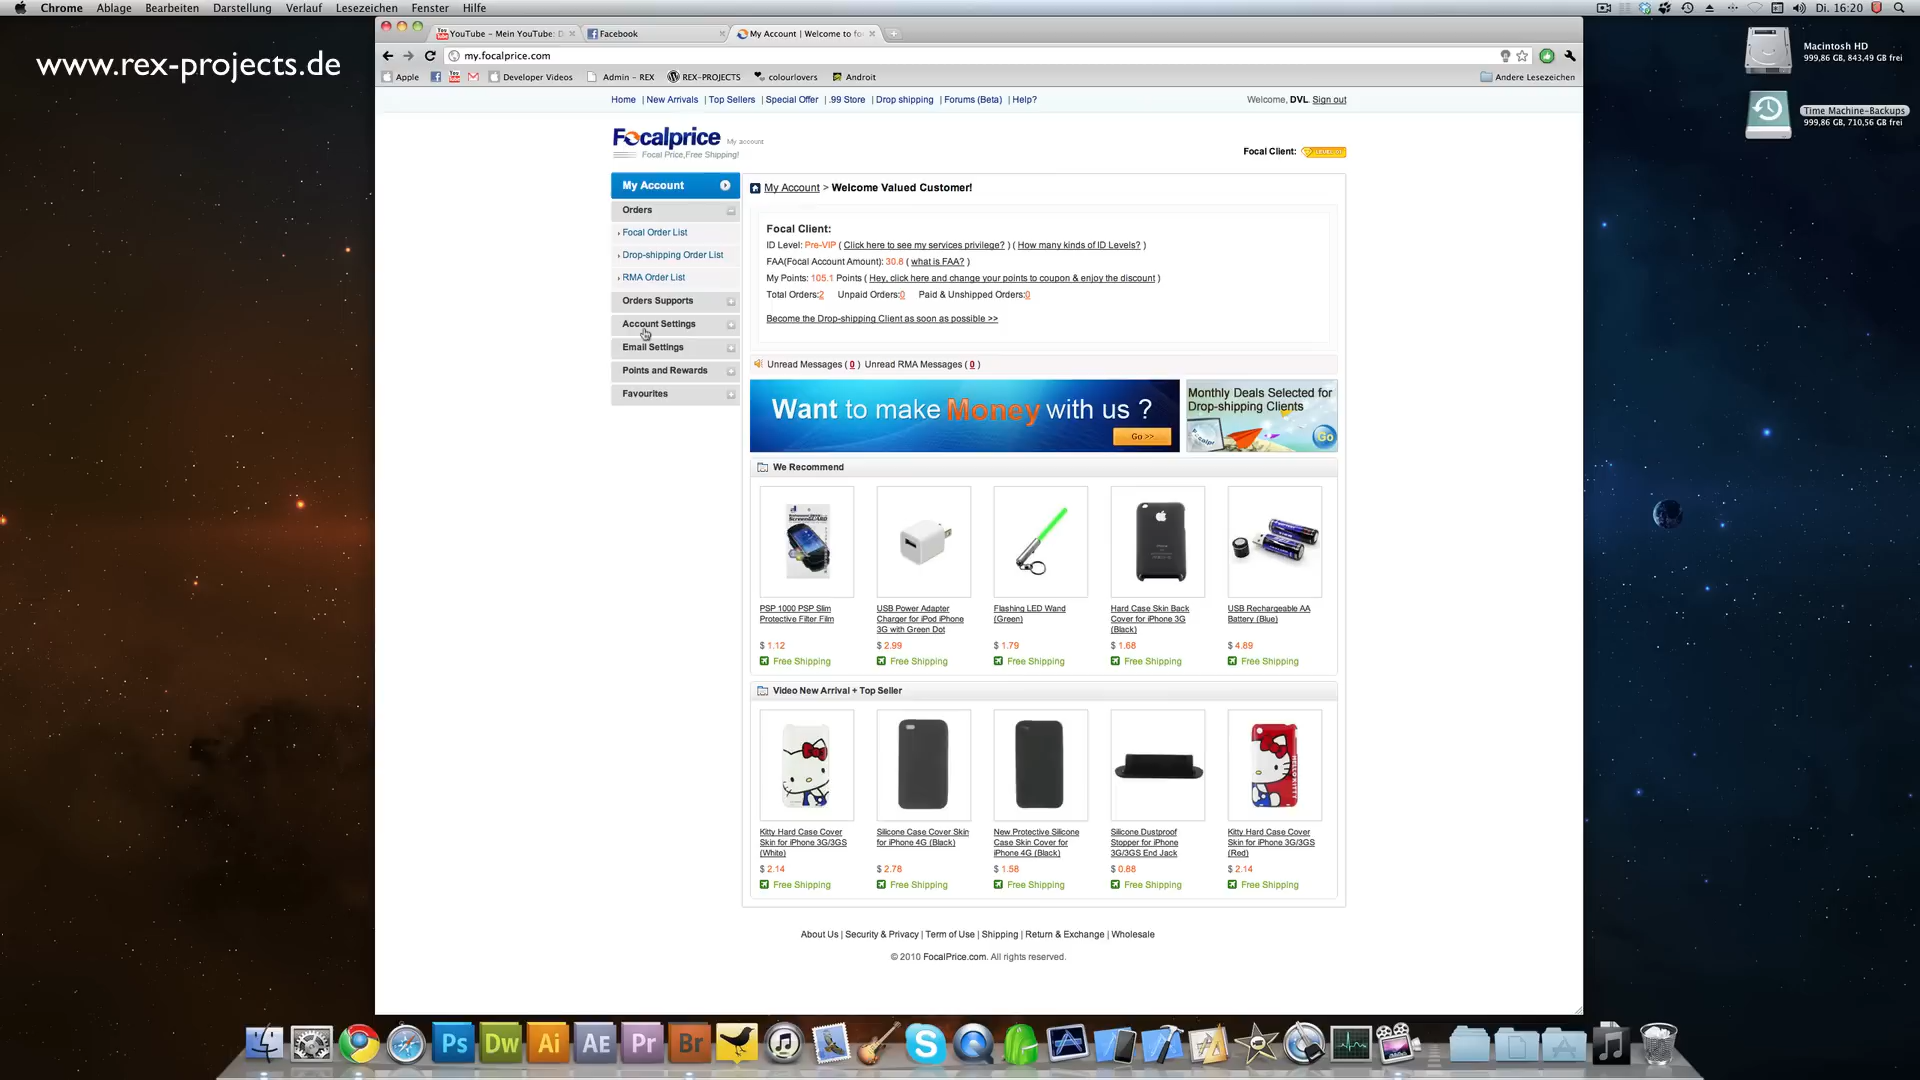 Chrome Ablage Bearbeiten Darstellung Verlauf Lesezeichen Fenster Hilfe Di. 16:20
www.rex-projects.de
Macintosh HD
999,86 GB, 843,49 GB frei
Time Machine-Backups
999,86 GB, 710,56 GB frei
YouTube – Mein YouTube: D
Facebook
My Account | Welcome to fo
my.focalprice.com
Apple Developer Videos Admin - REX REX-PROJECTS colourlovers Androit Andere Lesezeichen
Home | New Arrivals | Top Sellers | Special Offer | .99 Store | Drop shipping | Forums (Beta) | Help?
Welcome, DVL. Sign out
Focalprice My account
Focal Price,Free Shipping!
Focal Client:
My Account
Orders
Focal Order List
Drop-shipping Order List
RMA Order List
Orders Supports
Account Settings
Email Settings
Points and Rewards
Favourites
My Account > Welcome Valued Customer!
Focal Client:
ID Level: Pre-VIP ( Click here to see my services privilege? ) ( How many kinds of ID Levels? )
FAA(Focal Account Amount): 30.8 ( what is FAA? )
My Points: 105.1 Points ( Hey, click here and change your points to coupon & enjoy the discount )
Total Orders:2 Unpaid Orders:0 Paid & Unshipped Orders:0
Become the Drop-shipping Client as soon as possible >>
Unread Messages ( 0 ) Unread RMA Messages ( 0 )
Want to make Money with us ?
Go >>
Monthly Deals Selected for
Drop-shipping Clients
Go
We Recommend
PSP 1000 PSP Slim
Protective Filter Film
$ 1.12
Free Shipping
USB Power Adapter
Charger for iPod iPhone
3G with Green Dot
$ 2.99
Free Shipping
Flashing LED Wand
(Green)
$ 1.79
Free Shipping
Hard Case Skin Back
Cover for iPhone 3G
(Black)
$ 1.68
Free Shipping
USB Rechargeable AA
Battery (Blue)
$ 4.89
Free Shipping
Video New Arrival + Top Seller
Kitty Hard Case Cover
Skin for iPhone 3G/3GS
(White)
$ 2.14
Free Shipping
Silicone Case Cover Skin
for iPhone 4G (Black)
$ 2.78
Free Shipping
New Protective Silicone
Case Skin Cover for
iPhone 4G (Black)
$ 1.58
Free Shipping
Silicone Dustproof
Stopper for iPhone
3G/3GS End Jack
$ 0.88
Free Shipping
Kitty Hard Case Cover
Skin for iPhone 3G/3GS
(Red)
$ 2.14
Free Shipping
About Us | Security & Privacy | Term of Use | Shipping | Return & Exchange | Wholesale
© 2010 FocalPrice.com. All rights reserved.
Ps Dw Ai AE Pr Br